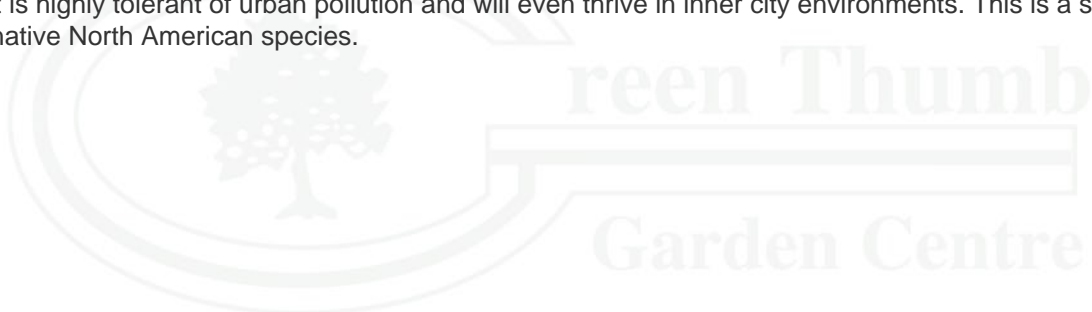 is highly tolerant of urban pollution and will even thrive in inner city environments. This is a
native North American species.
reen Thumb
Garden Centre